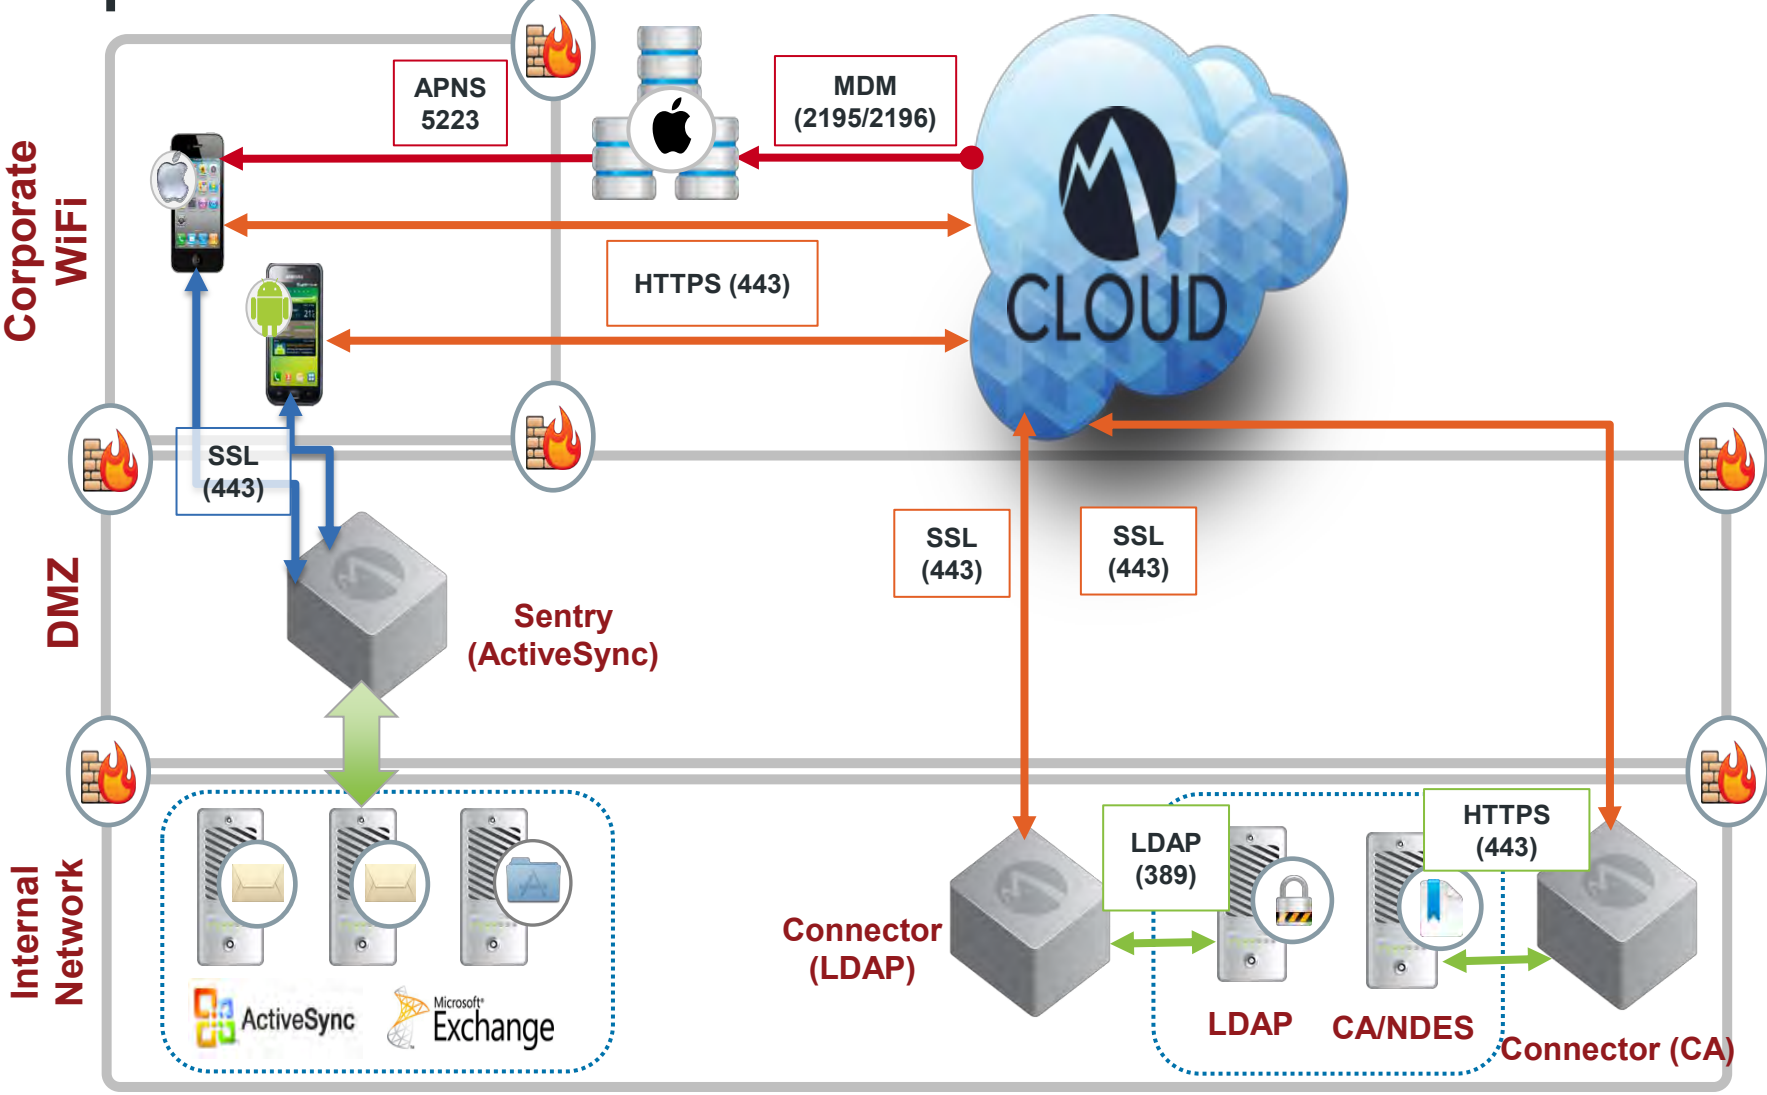 APNS
5223
MDM
(2195/2196)
Corporate
WiFi
HTTPS (443)
CLOUD
SSL
(443)
SSL
(443)
SSL
(443)
DMZ
Sentry
(ActiveSync)
Internal
Network
LDAP
(389)
HTTPS
(443)
Connector
(LDAP)
ActiveSync
Microsoft®
Exchange
LDAP
CA/NDES
Connector (CA)